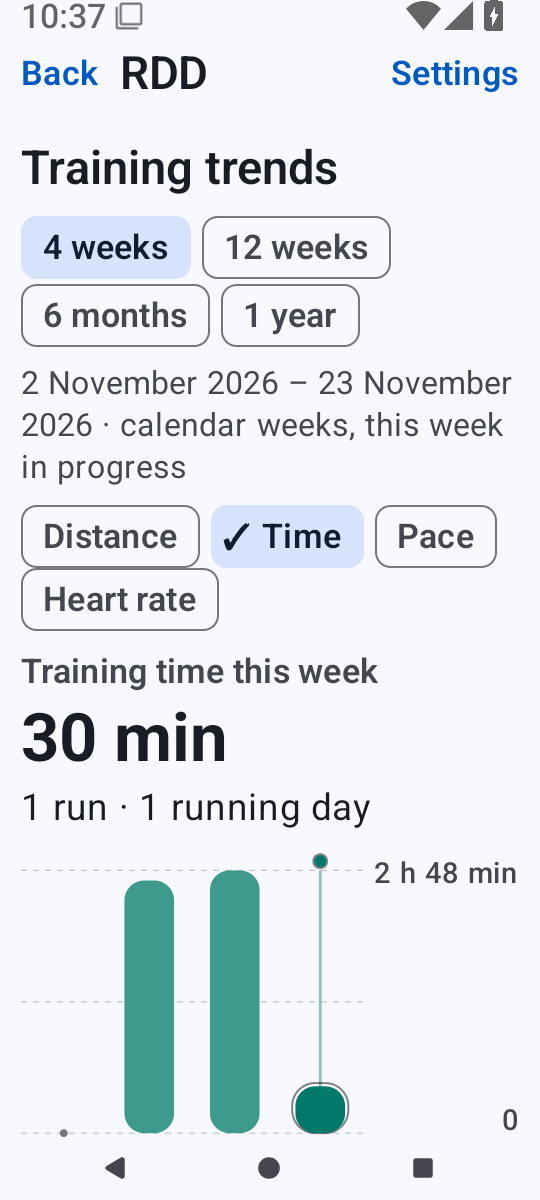 10:37
Back RDD Settings
Training trends
4 weeks 12 weeks
6 months 1 year
2 November 2026 – 23 November
2026 · calendar weeks, this week
in progress
Distance ✓ Time Pace
Heart rate
Training time this week
30 min
1 run · 1 running day
2 h 48 min
0